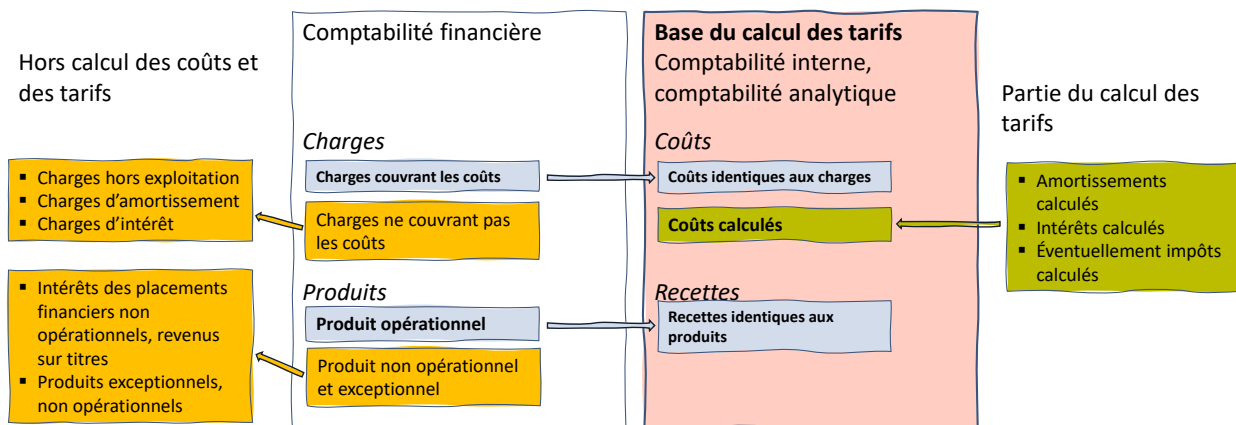 Hors calcul des coûts et
des tarifs
▪ Charges hors exploitation
▪ Charges d'amortissement
▪ Charges d'intérêt
▪ Intérêts des placements
financiers non
opérationnels, revenus
sur titres
▪ Produits exceptionnels,
non opérationnels
Comptabilité financière
Charges
Charges couvrant les coûts
Charges ne couvrant pas
les coûts
Produits
Produit opérationnel
Produit non opérationnel
et exceptionnel
Base du calcul des tarifs
Comptabilité interne,
comptabilité analytique
Coûts
Coûts identiques aux charges
Coûts calculés
Recettes
Recettes identiques aux
produits
Partie du calcul des
tarifs
▪ Amortissements
calculés
▪ Intérêts calculés
▪ Éventuellement impôts
calculés